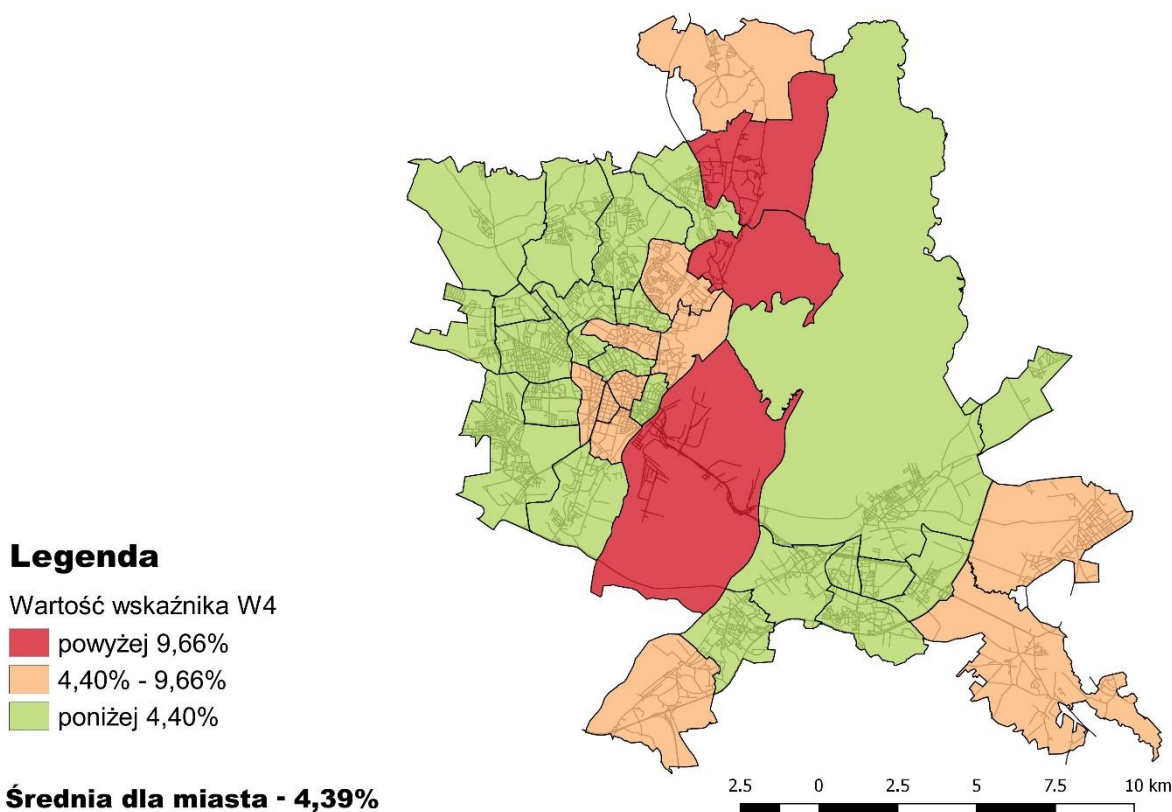 Legenda
Wartość wskaźnika W4
powyżej 9,66%
4,40% - 9,66%
poniżej 4,40%
Średnia dla miasta - 4,39%
2.5 0 2.5 5 7.5 10 km